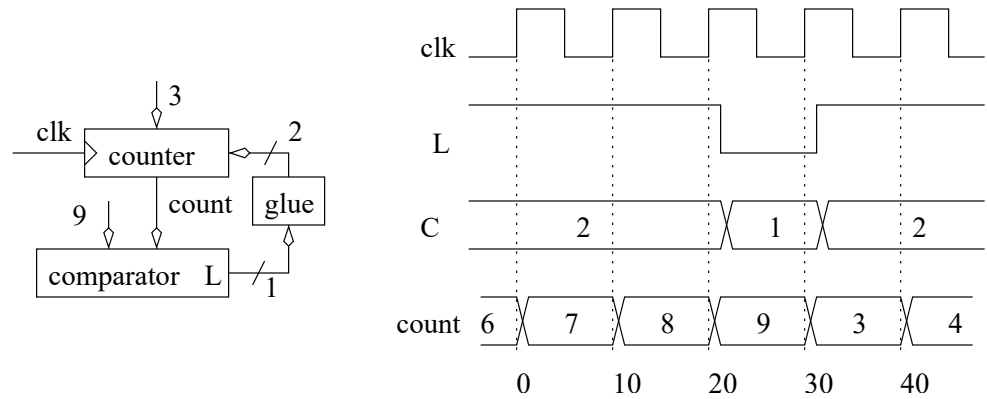 3
clk
2
counter
count
glue
9
comparator L
1
clk
L
C 2 1 2
count 6 7 8 9 3 4
0 10 20 30 40